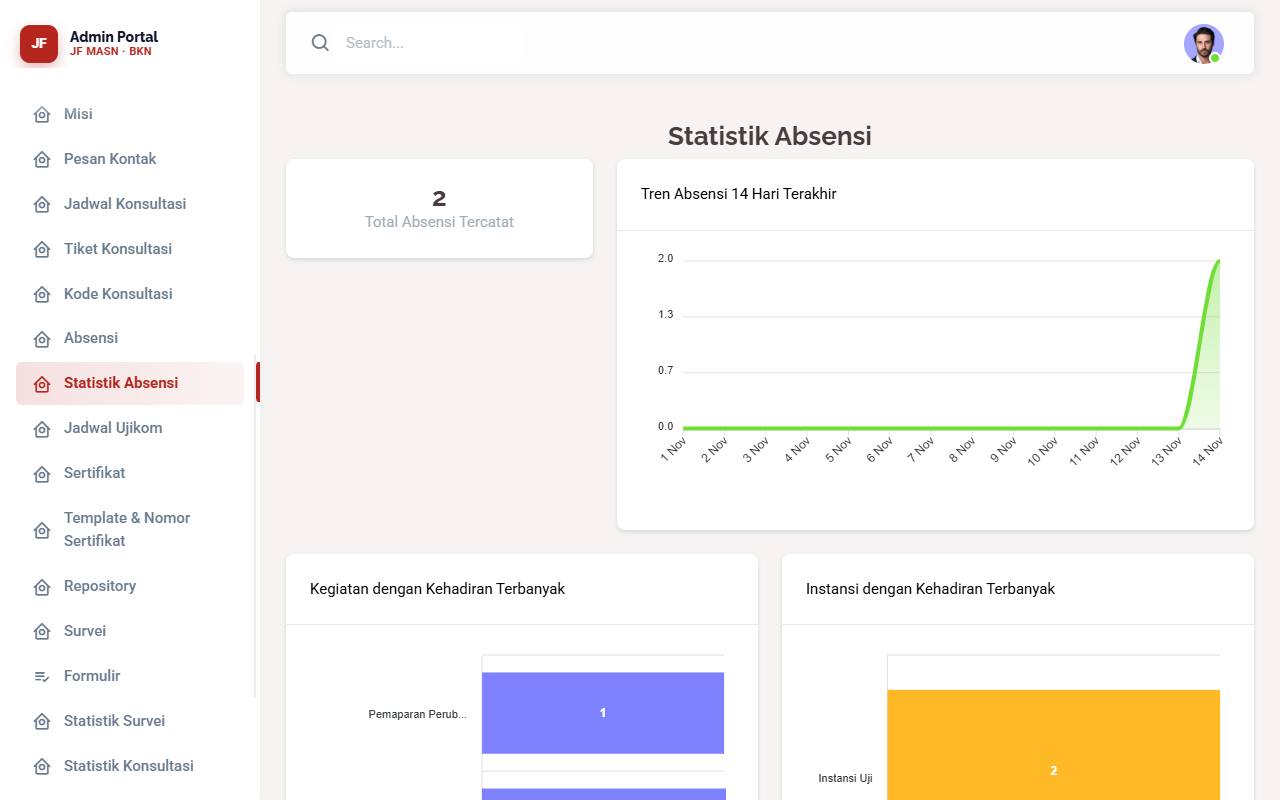 JF
Admin Portal
JF MASN · BKN
Misi
Pesan Kontak
Jadwal Konsultasi
Tiket Konsultasi
Kode Konsultasi
Absensi
Statistik Absensi
Jadwal Ujikom
Sertifikat
Template & Nomor
Sertifikat
Repository
Survei
Formulir
Statistik Survei
Statistik Konsultasi
Search...
Statistik Absensi
2
Total Absensi Tercatat
Tren Absensi 14 Hari Terakhir
2.0
1.3
0.7
0.0
1 Nov
2 Nov
3 Nov
4 Nov
5 Nov
6 Nov
7 Nov
8 Nov
9 Nov
10 Nov
11 Nov
12 Nov
13 Nov
14 Nov
Kegiatan dengan Kehadiran Terbanyak
Pemaparan Perub...
1
Instansi dengan Kehadiran Terbanyak
Instansi Uji
2